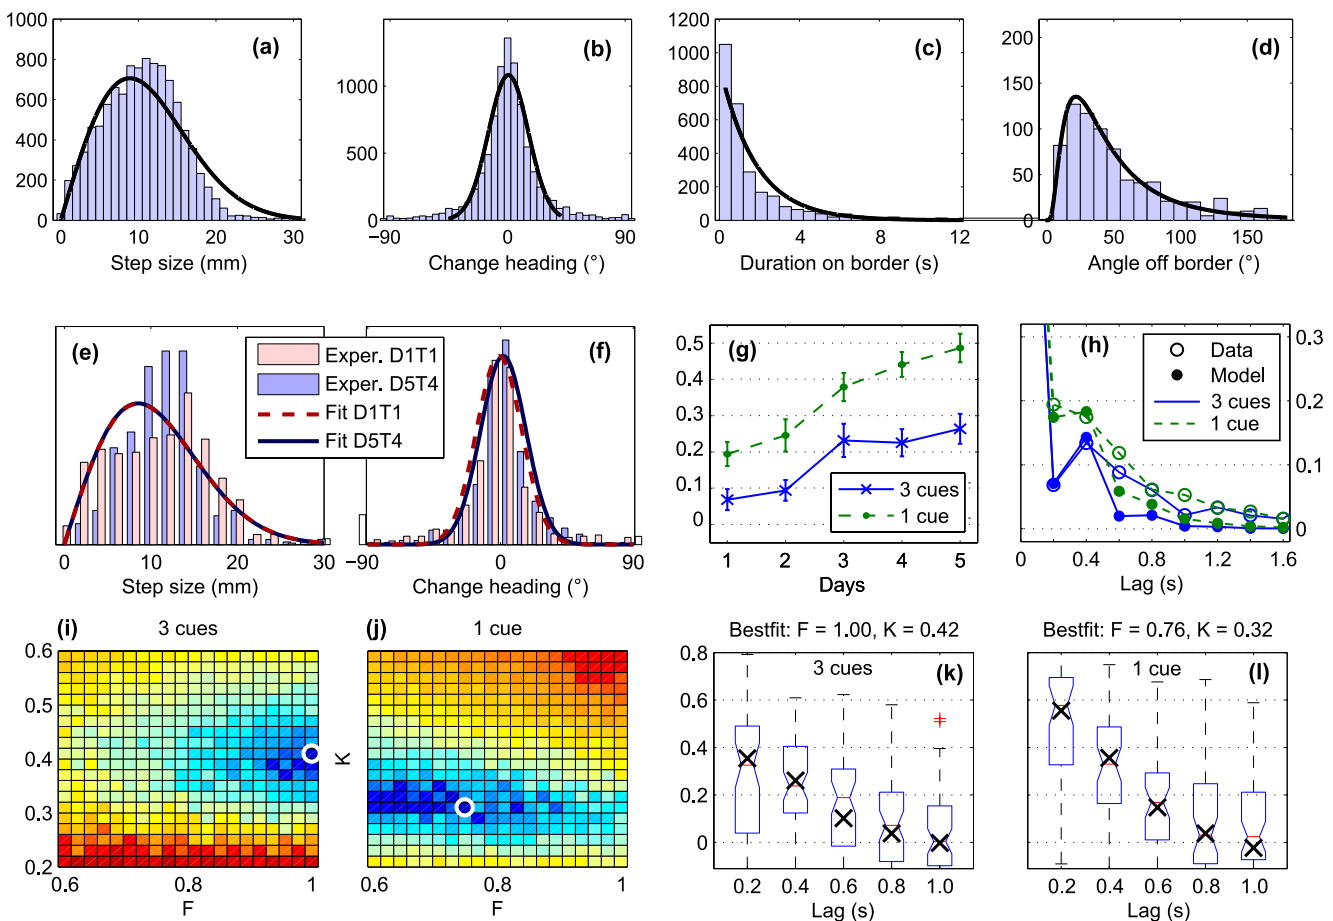 1000
800
600
400
200
0
0 10 20 30
Step size (mm)
(a)
1000
500
0
−90 0 90
Change heading (°)
(b)
1200
1000
800
600
400
200
0
0 4 8 12
Duration on border (s)
(c)
200
150
100
50
0
0 50 100 150
Angle off border (°)
(d)
(e)
0 10 20 30
Step size (mm)
Exper. D1T1
Exper. D5T4
Fit D1T1
Fit D5T4
(f)
−90 0 90
Change heading (°)
(g)
0.5
0.4
0.3
0.2
0.1
0
1 2 3 4 5
Days
3 cues
1 cue
(h)
Data
Model
3 cues
1 cue
0.3
0.2
0.1
0
0 0.4 0.8 1.2 1.6
Lag (s)
(i) 3 cues
0.6
0.5
0.4
0.3
0.2
0.6 0.8 1
F
K
(j) 1 cue
0.6 0.8 1
F
Bestfit: F = 1.00, K = 0.42
3 cues (k)
0.8
0.6
0.4
0.2
0
0.2 0.4 0.6 0.8 1.0
Lag (s)
Bestfit: F = 0.76, K = 0.32
1 cue (l)
0.2 0.4 0.6 0.8 1.0
Lag (s)